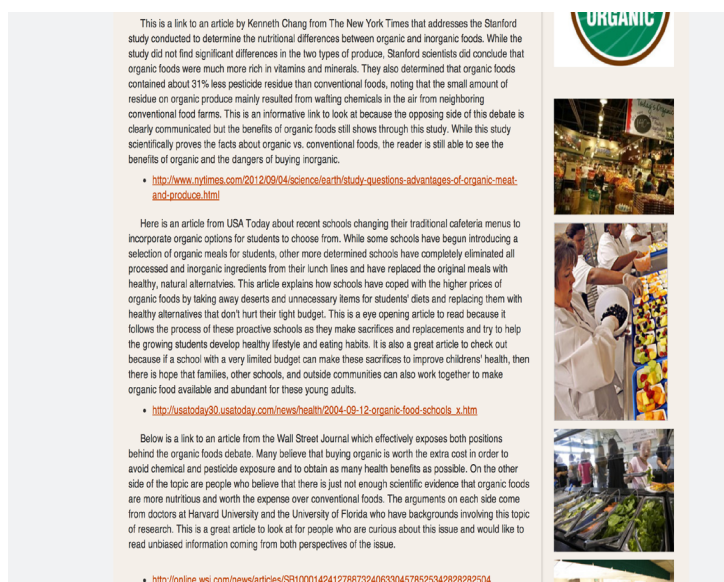 This is a link to an article by Kenneth Chang from The New York Times that addresses the Stanford
study conducted to determine the nutritional differences between organic and inorganic foods. While the
study did not find significant differences in the two types of produce, Stanford scientists did conclude that
organic foods were much more rich in vitamins and minerals. They also determined that organic foods
contained about 31% less pesticide residue than conventional foods, noting that the small amount of
residue on organic produce mainly resulted from wafting chemicals in the air from neighboring
conventional food farms. This is an informative link to look at because the opposing side of this debate is
clearly communicated but the benefits of organic foods still shows through this study. While this study
scientifically proves the facts about organic vs. conventional foods, the reader is still able to see the
benefits of organic and the dangers of buying inorganic.
• http://www.nytimes.com/2012/09/04/science/earth/study-questions-advantages-of-organic-meat-
and-produce.html
Here is an article from USA Today about recent schools changing their traditional cafeteria menus to
incorporate organic options for students to choose from. While some schools have begun introducing a
selection of organic meals for students, other more determined schools have completely eliminated all
processed and inorganic ingredients from their lunch lines and have replaced the original meals with
healthy, natural alternatvies. This article explains how schools have coped with the higher prices of
organic foods by taking away deserts and unnecessary items for students' diets and replacing them with
healthy alternatives that don't hurt their tight budget. This is a eye opening article to read because it
follows the process of these proactive schools as they make sacrifices and replacements and try to help
the growing students develop healthy lifestyle and eating habits. It is also a great article to check out
because if a school with a very limited budget can make these sacrifices to improve childrens' health, then
there is hope that families, other schools, and outside communities can also work together to make
organic food available and abundant for these young adults.
• http://usatoday30.usatoday.com/news/health/2004-09-12-organic-food-schools_x.htm
Below is a link to an article from the Wall Street Journal which effectively exposes both positions
behind the organic foods debate. Many believe that buying organic is worth the extra cost in order to
avoid chemical and pesticide exposure and to obtain as many health benefits as possible. On the other
side of the topic are people who believe that there is just not enough scientific evidence that organic foods
are more nutritious and worth the expense over conventional foods. The arguments on each side come
from doctors at Harvard University and the University of Florida who have backgrounds involving this topic
of research. This is a great article to look at for people who are curious about this issue and would like to
read unbiased information coming from both perspectives of the issue.
ORGANIC